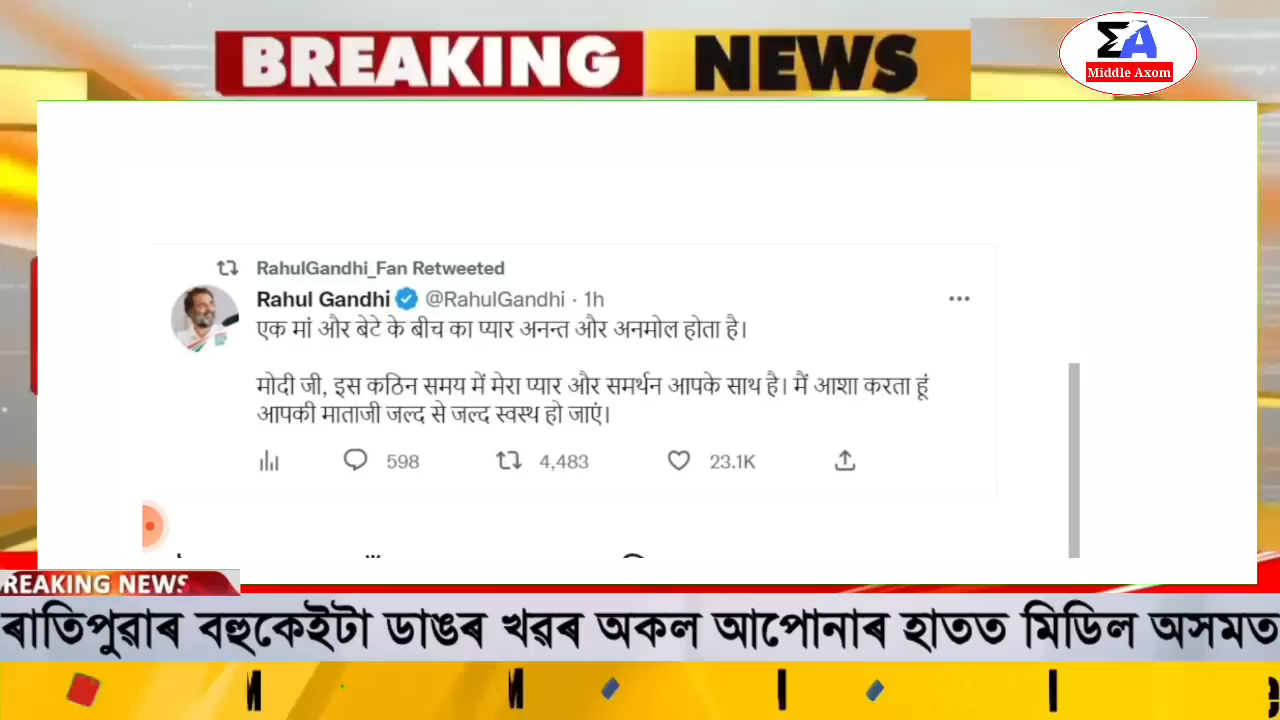 BREAKING NEWS
ΣA
Middle Axom
RahulGandhi_Fan Retweeted
Rahul Gandhi @RahulGandhi · 1h
एक मां और बेटे के बीच का प्यार अनन्त और अनमोल होता है।
मोदी जी, इस कठिन समय में मेरा प्यार और समर्थन आपके साथ है। मैं आशा करता हूं
आपकी माताजी जल्द से जल्द स्वस्थ हो जाएं।
598 4,483 23.1K
REAKING NEWS
ৰাতিপুৱাৰ বহুকেইটা ডাঙৰ খৱৰ অকল আপোনাৰ হাতত মিডিল অসমত